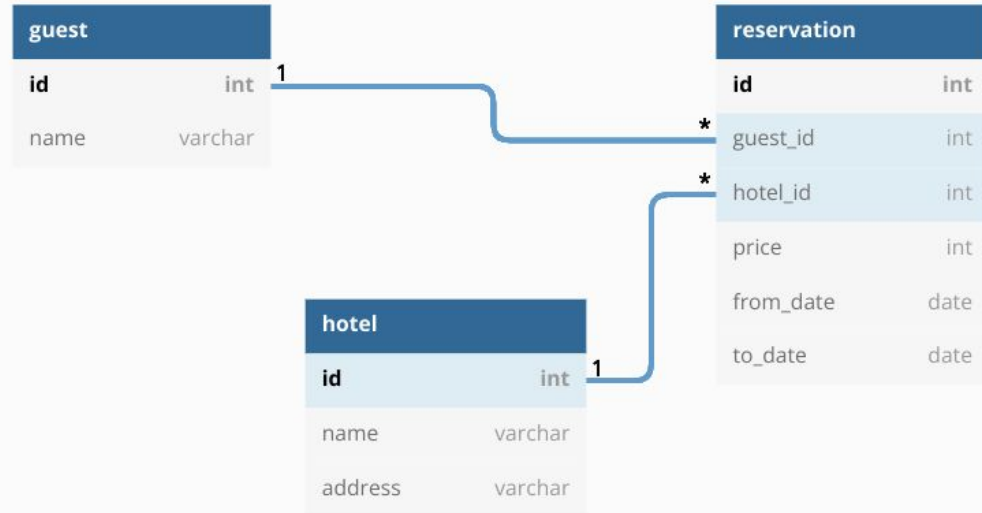 guest
id int
name varchar
1
*
*
reservation
id int
guest_id int
hotel_id int
price int
from_date date
to_date date
hotel
id int
name varchar
address varchar
1